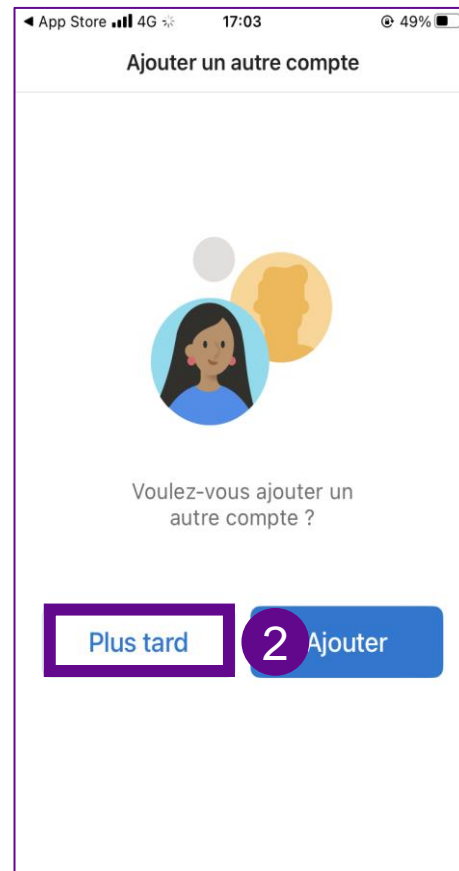 ◀ App Store 4G 17:03 49%
Ajouter un autre compte
Voulez-vous ajouter un
autre compte ?
Plus tard 2 Ajouter